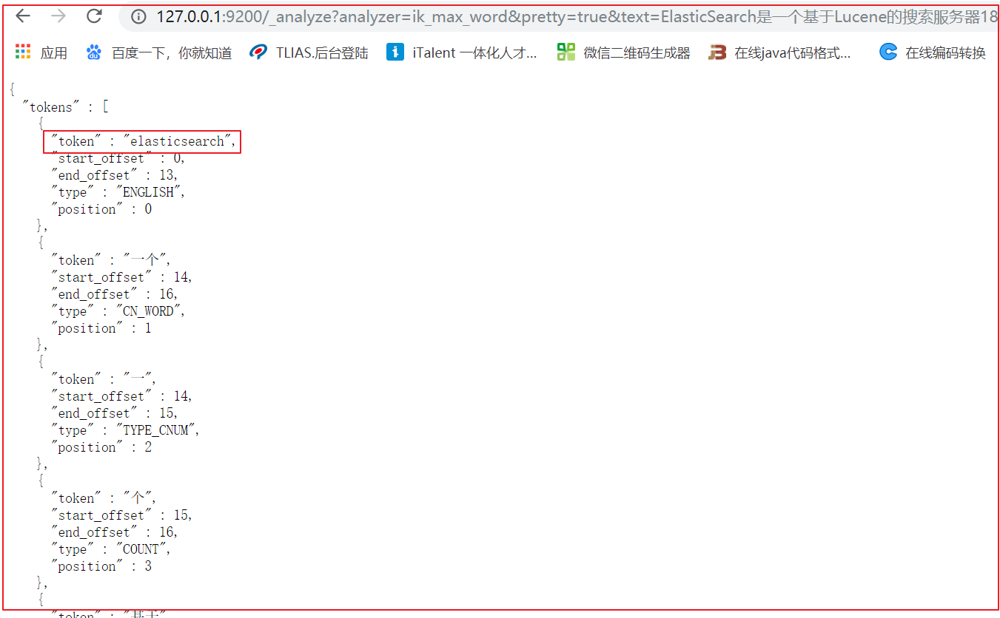 127.0.0.1:9200/_analyze?analyzer=ik_max_word&pretty=true&text=ElasticSearch是一个基于Lucene的搜索服务器18
应用 百度一下，你就知道 TLIAS.后台登陆 iTalent 一体化人才... 微信二维码生成器 在线java代码格式... 在线编码转换
{
"tokens" : [
{
"token" : "elasticsearch",
"start_offset" : 0,
"end_offset" : 13,
"type" : "ENGLISH",
"position" : 0
},
{
"token" : "一个",
"start_offset" : 14,
"end_offset" : 16,
"type" : "CN_WORD",
"position" : 1
},
{
"token" : "一",
"start_offset" : 14,
"end_offset" : 15,
"type" : "TYPE_CNUM",
"position" : 2
},
{
"token" : "个",
"start_offset" : 15,
"end_offset" : 16,
"type" : "COUNT",
"position" : 3
},
{
"token" : "基于"